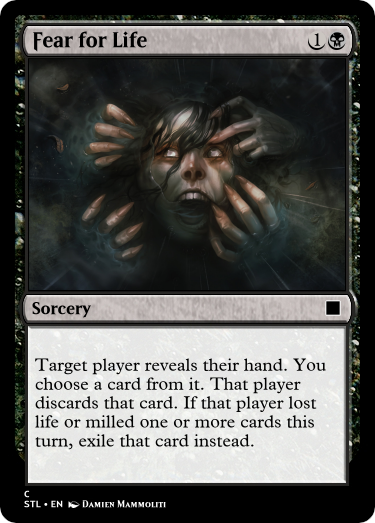 Fear for Life 1
Sorcery
Target player reveals their hand. You
choose a card from it. That player
discards that card. If that player lost
life or milled one or more cards this
turn, exile that card instead.
C
STL • EN Damien Mammoliti